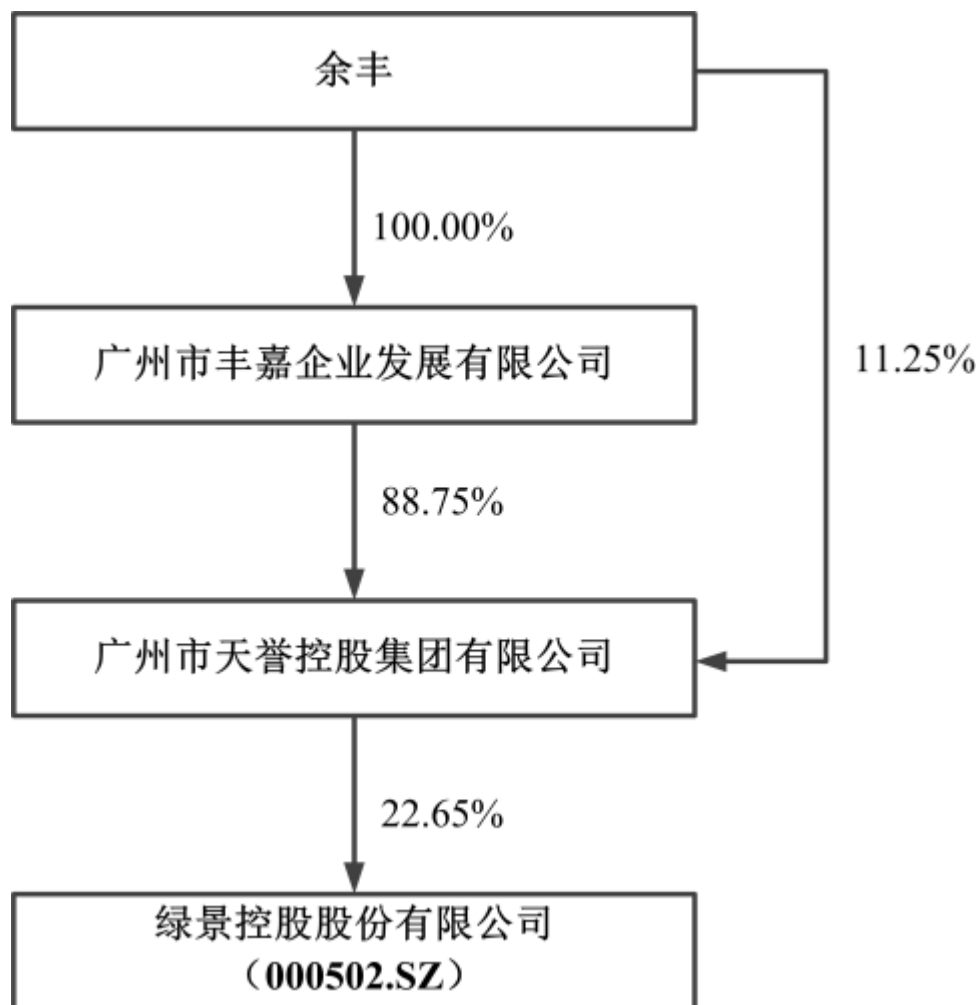 余丰
100.00%
广州市丰嘉企业发展有限公司
11.25%
88.75%
广州市天誉控股集团有限公司
22.65%
绿景控股股份有限公司
（000502.SZ）